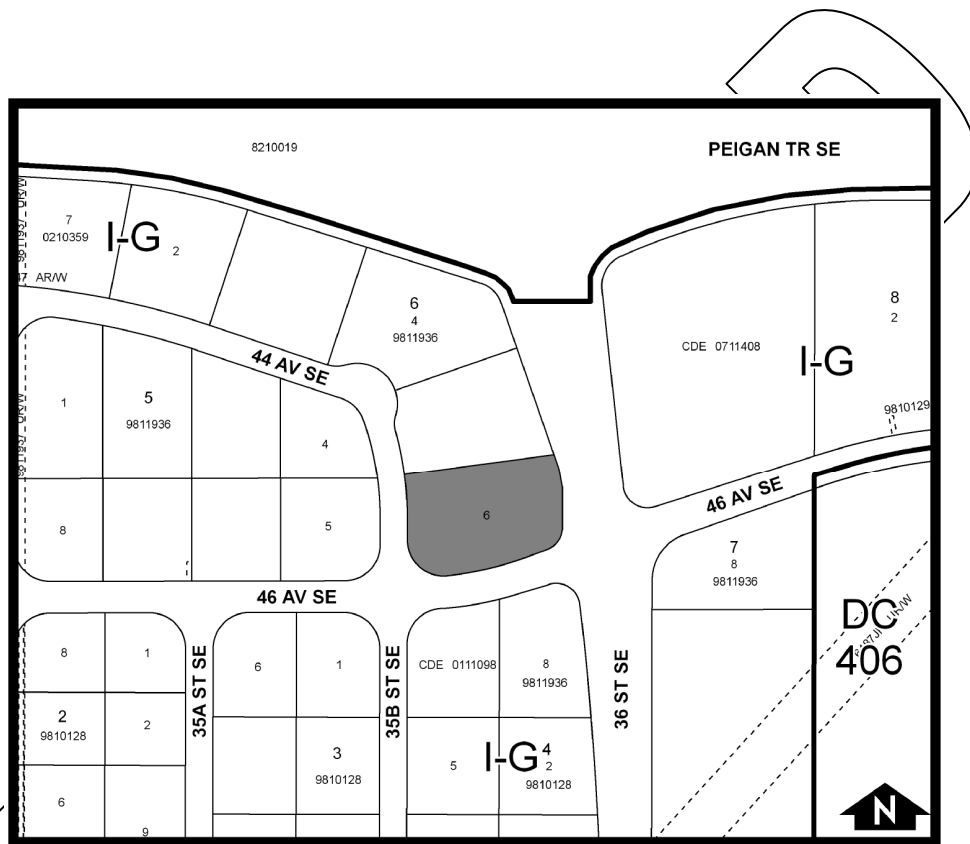 8210019
PEIGAN TR SE
7
0210359
I-G
2
AR/W
6
4
9811936
8
2
CDE 0711408
I-G
9810129
44 AV SE
1
5
9811936
4
8
5
6
46 AV SE
7
8
9811936
46 AV SE
DC
406
8
1
2
9810128
2
6
9
35A ST SE
6
1
3
9810128
35B ST SE
CDE 0111098
8
9811936
5
I-G
4
2
9810128
36 ST SE
N